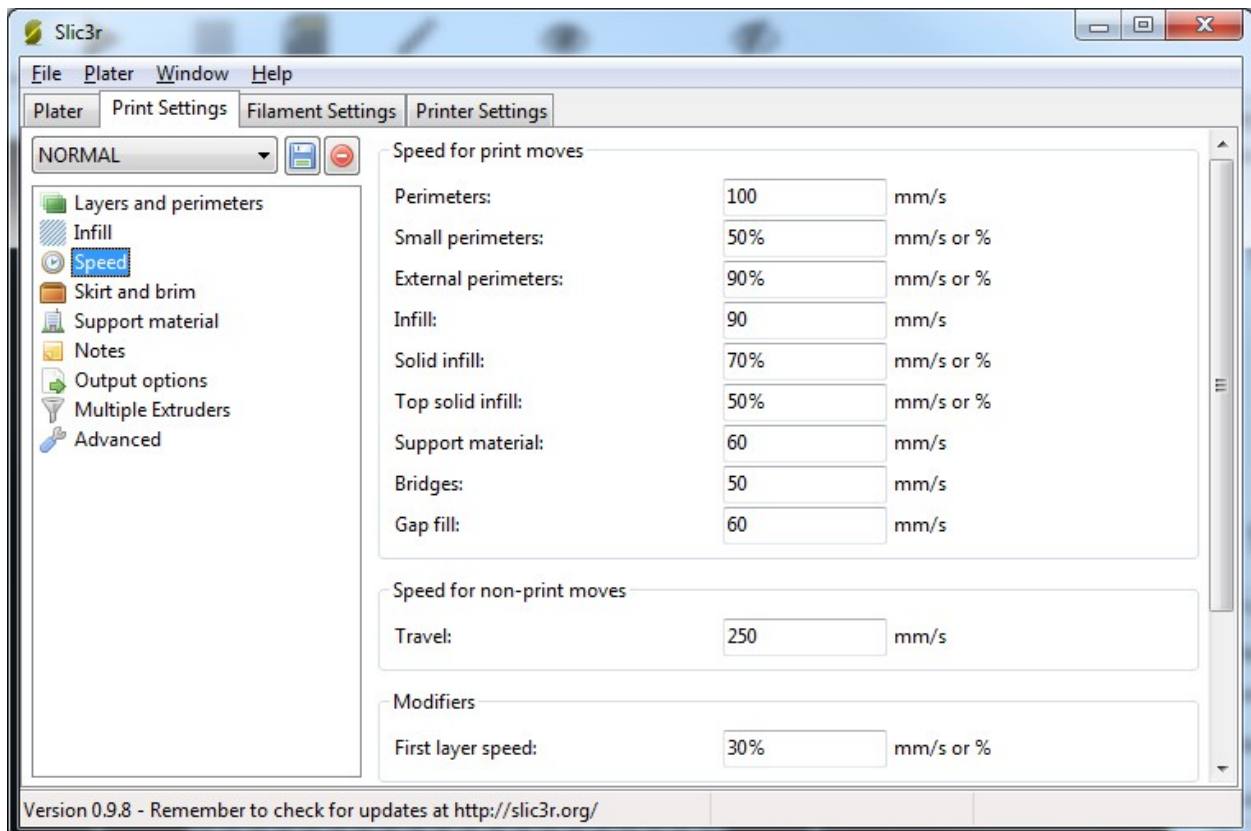 Slic3r
File Plater Window Help
Plater Print Settings Filament Settings Printer Settings
NORMAL
Layers and perimeters
Infill
Speed
Skirt and brim
Support material
Notes
Output options
Multiple Extruders
Advanced
Speed for print moves
Perimeters: 100 mm/s
Small perimeters: 50% mm/s or %
External perimeters: 90% mm/s or %
Infill: 90 mm/s
Solid infill: 70% mm/s or %
Top solid infill: 50% mm/s or %
Support material: 60 mm/s
Bridges: 50 mm/s
Gap fill: 60 mm/s
Speed for non-print moves
Travel: 250 mm/s
Modifiers
First layer speed: 30% mm/s or %
Version 0.9.8 - Remember to check for updates at http://slic3r.org/